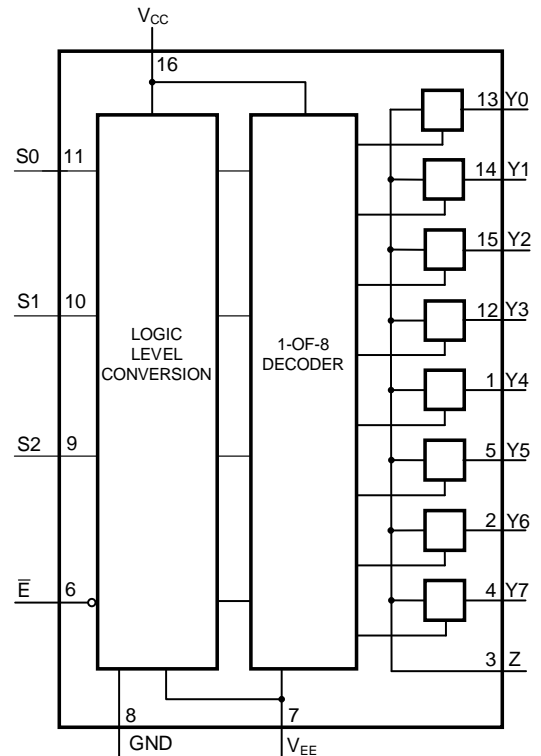 VCC
16
13 Y0
S0 11
14 Y1
15 Y2
S1 10
12 Y3
LOGIC
LEVEL
CONVERSION
1-OF-8
DECODER
1 Y4
S2 9
5 Y5
2 Y6
E̅ 6
4 Y7
3 Z
8
7
GND
VEE